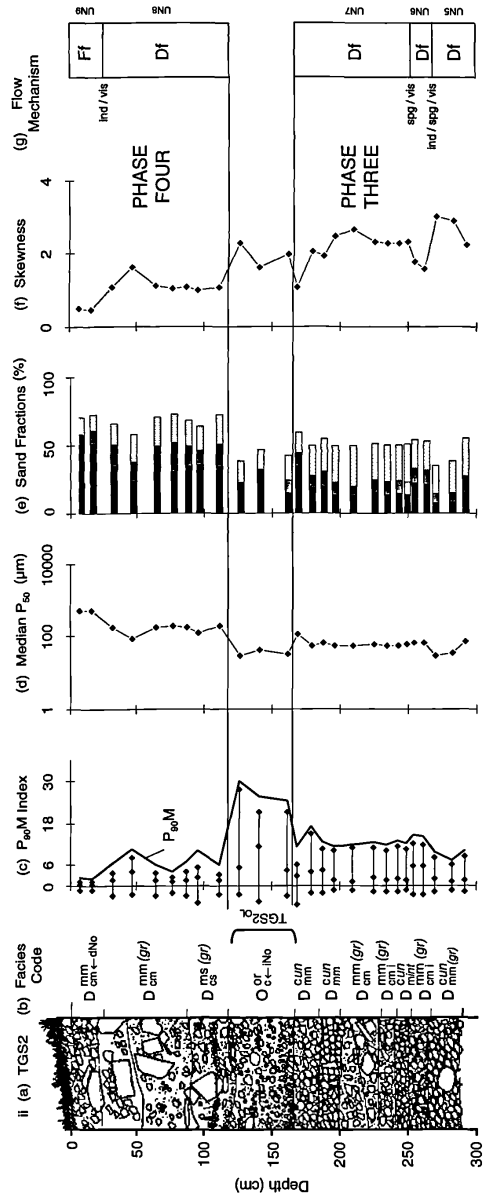 ii (a) TGS2
(b) Facies Code
(c) P90M Index
(d) Median P50 (µm)
(e) Sand Fractions (%)
(f) Skewness
(g) Flow Mechanism
0
50
100
150
200
250
300
Depth (cm)
D mm cm ←dNo
D mm (gr) cm
D ms (gr) cs
O or c←iNo
D cun mm
D cun mm
D mm (gr) cm
D mm (gr) cm i
D cun mint
D mm (gr) cm i
D cun mm (gr)
TGS2OL
0
6
18
30
P90M
1
100
10000
0
50
100
0
2
4
PHASE FOUR
PHASE THREE
Ff
Df
Df
Df
Df
UN9
UN8
UN7
UN6
UN5
ind / vis
spg / vis
ind / spg / vis